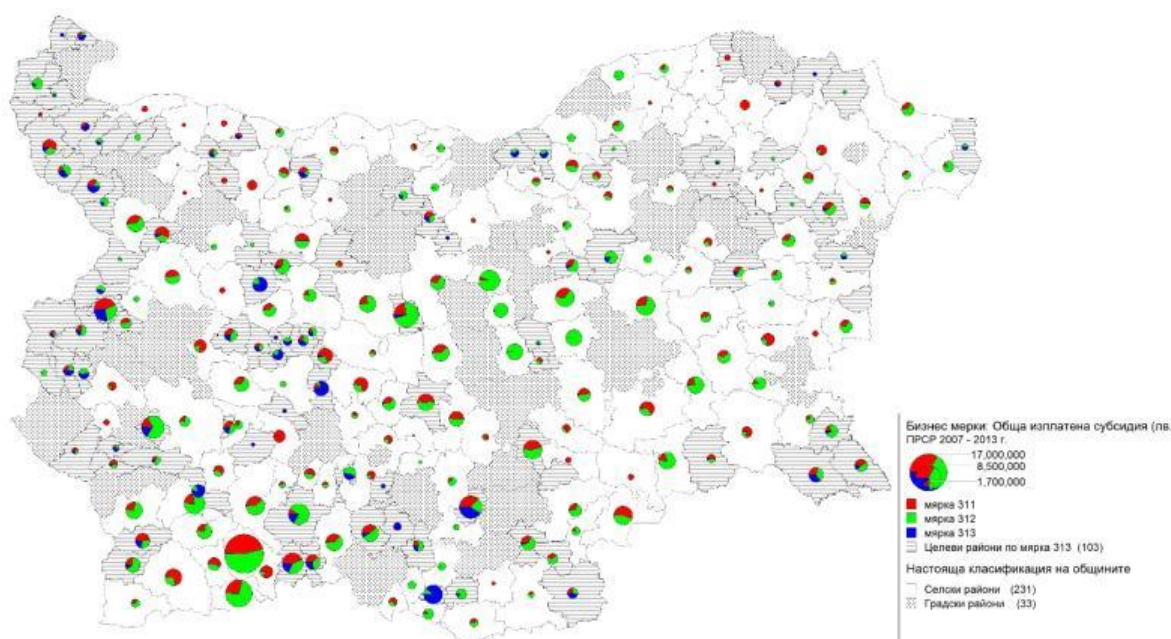 Бизнес мерки: Обща изплатена субсидия (лв.
ПРСР 2007 - 2013 г.
17,000,000
8,500,000
1,700,000
мярка 311
мярка 312
мярка 313
Целеви райони по мярка 313 (103)
Настояща класификация на общините
Селски райони (231)
Градски райони (33)